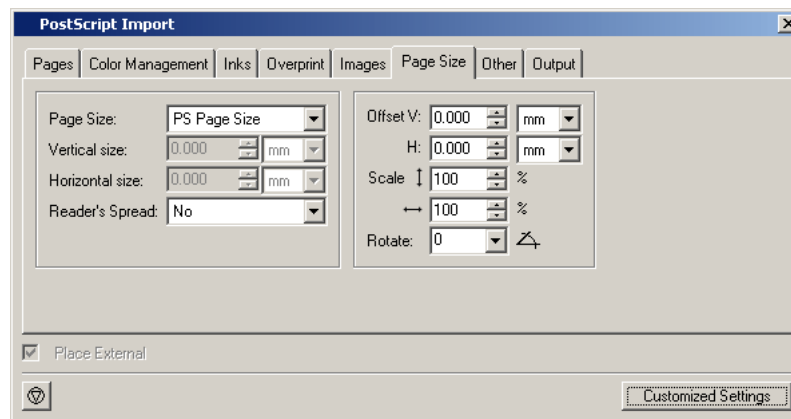 PostScript Import
Pages Color Management Inks Overprint Images Page Size Other Output
Page Size: PS Page Size
Vertical size: 0.000 mm
Horizontal size: 0.000 mm
Reader's Spread: No
Offset V: 0.000 mm
H: 0.000 mm
Scale 100 %
100 %
Rotate: 0
Place External
Customized Settings